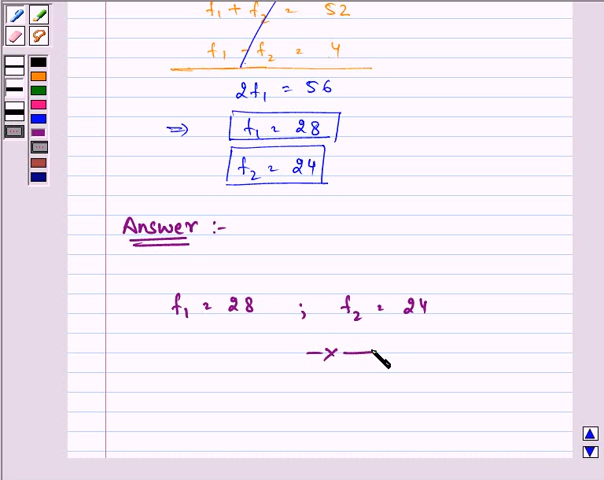 f₁ + f₂ = 52
f₁ - f₂ = 4
2f₁ = 56
⇒ f₁ = 28
f₂ = 24
Answer :-
f₁ = 28 ; f₂ = 24
—x—